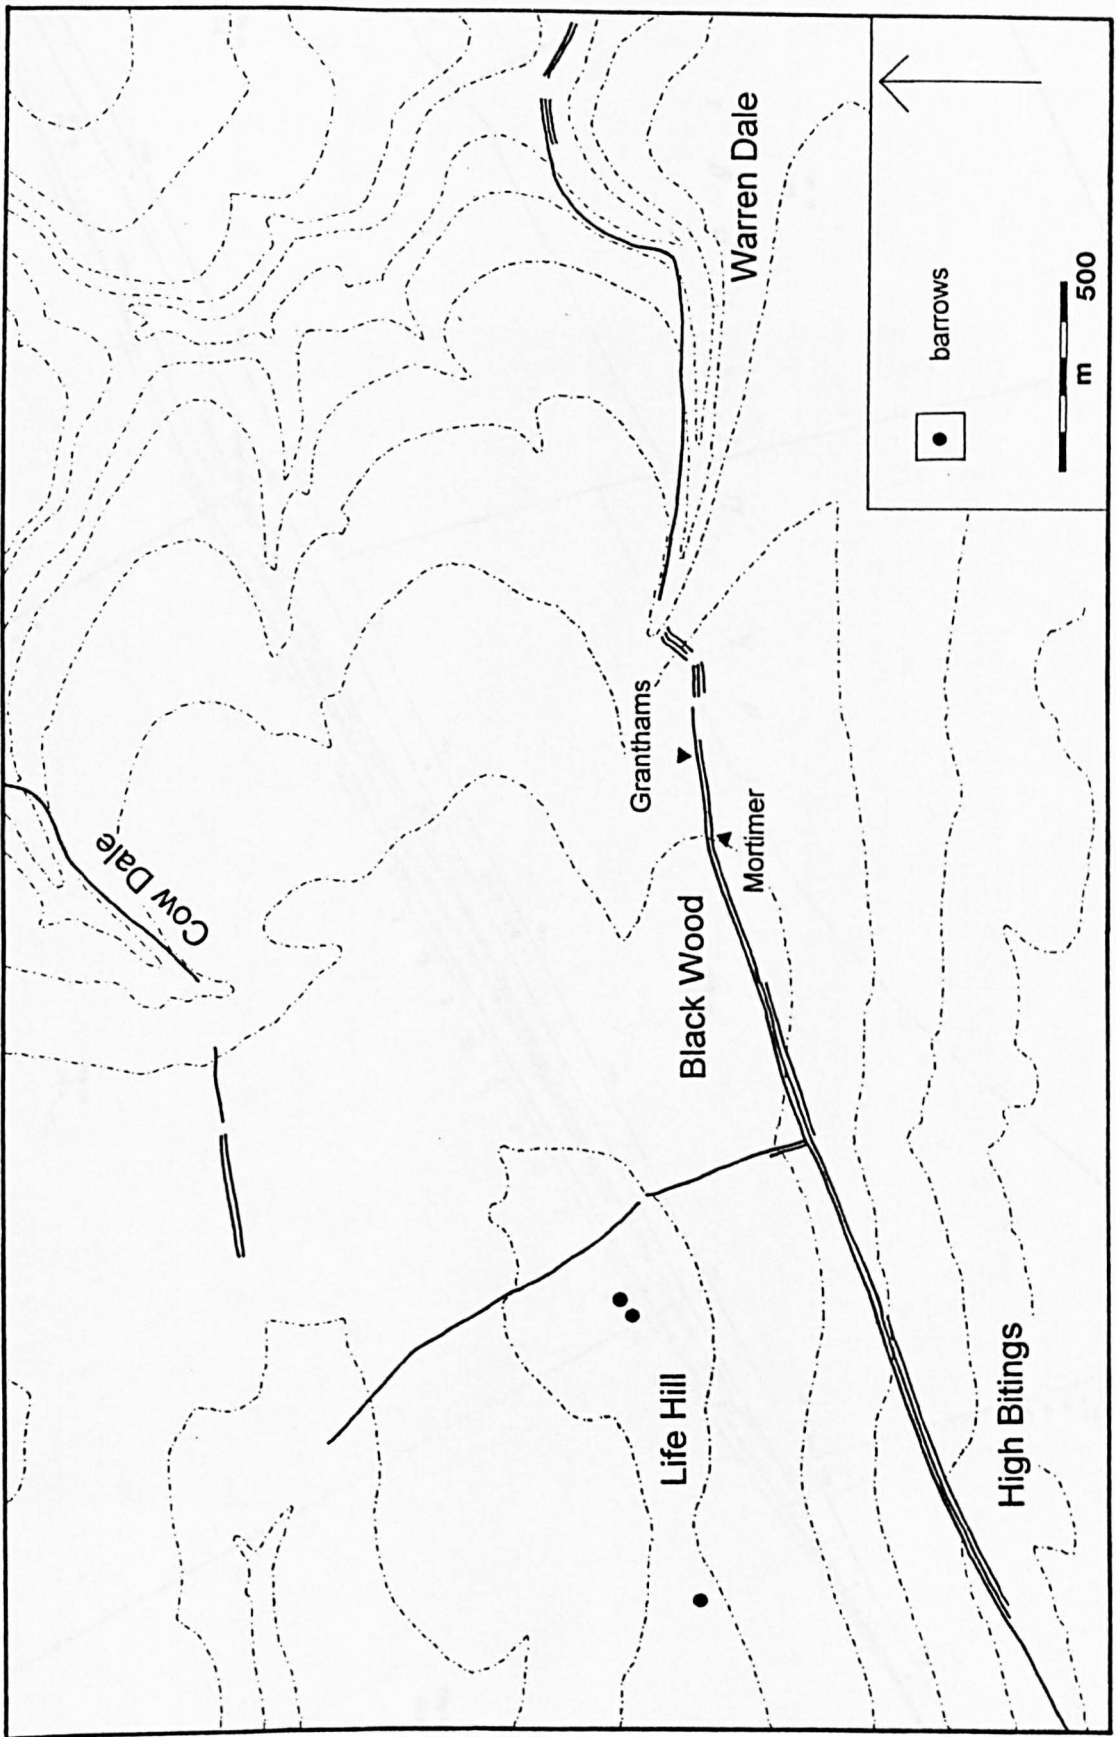 Cow Dale
Warren Dale
Granthams
Mortimer
Black Wood
Life Hill
High Bitings
barrows
m 500